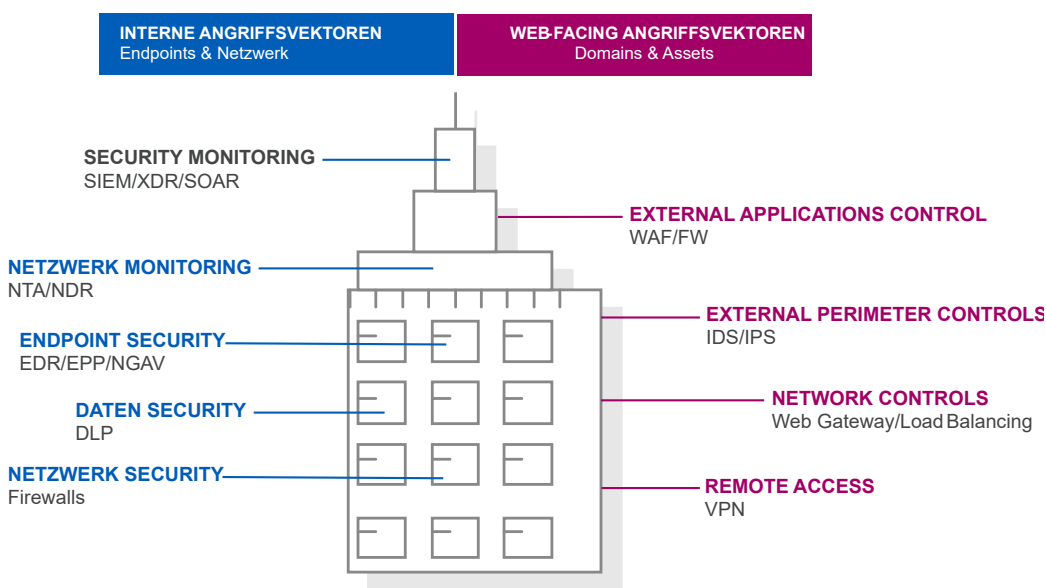 INTERNE ANGRIFFSVEKTOREN
Endpoints & Netzwerk
WEB-FACING ANGRIFFSVEKTOREN
Domains & Assets
SECURITY MONITORING
SIEM/XDR/SOAR
EXTERNAL APPLICATIONS CONTROL
WAF/FW
NETZWERK MONITORING
NTA/NDR
EXTERNAL PERIMETER CONTROLS
IDS/IPS
ENDPOINT SECURITY
EDR/EPP/NGAV
NETWORK CONTROLS
Web Gateway/Load Balancing
DATEN SECURITY
DLP
NETZWERK SECURITY
Firewalls
REMOTE ACCESS
VPN